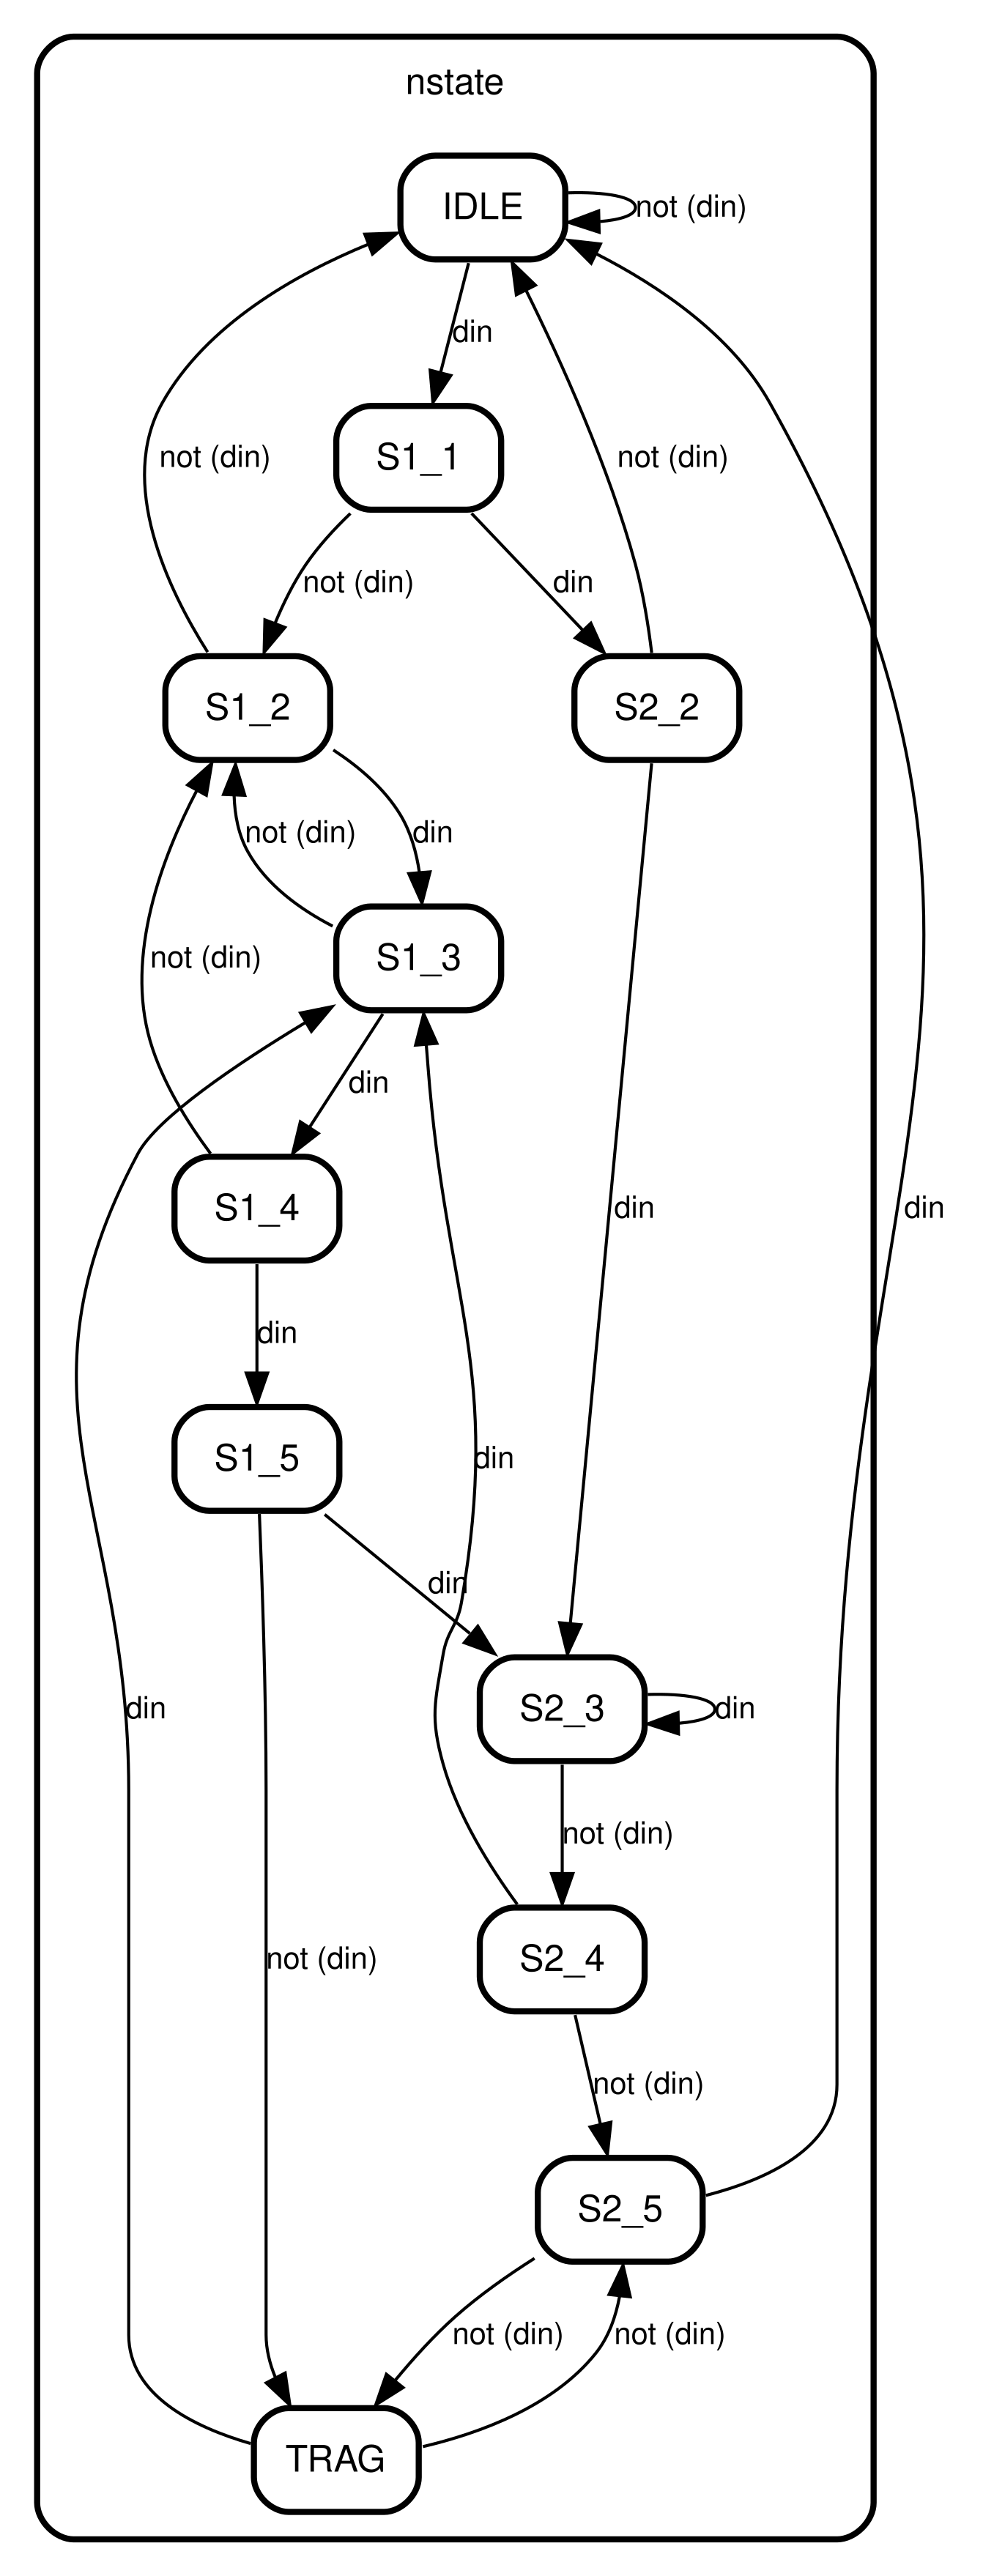 nstate
IDLE
not (din)
din
not (din)
S1_1
not (din)
not (din)
din
S1_2
S2_2
not (din)
din
not (din)
S1_3
din
S1_4
din
din
din
S1_5
din
din
din
S2_3
din
not (din)
not (din)
S2_4
not (din)
S2_5
not (din)
not (din)
TRAG